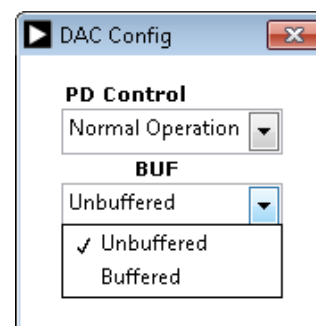 DAC Config
PD Control
Normal Operation
BUF
Unbuffered
✓ Unbuffered
Buffered